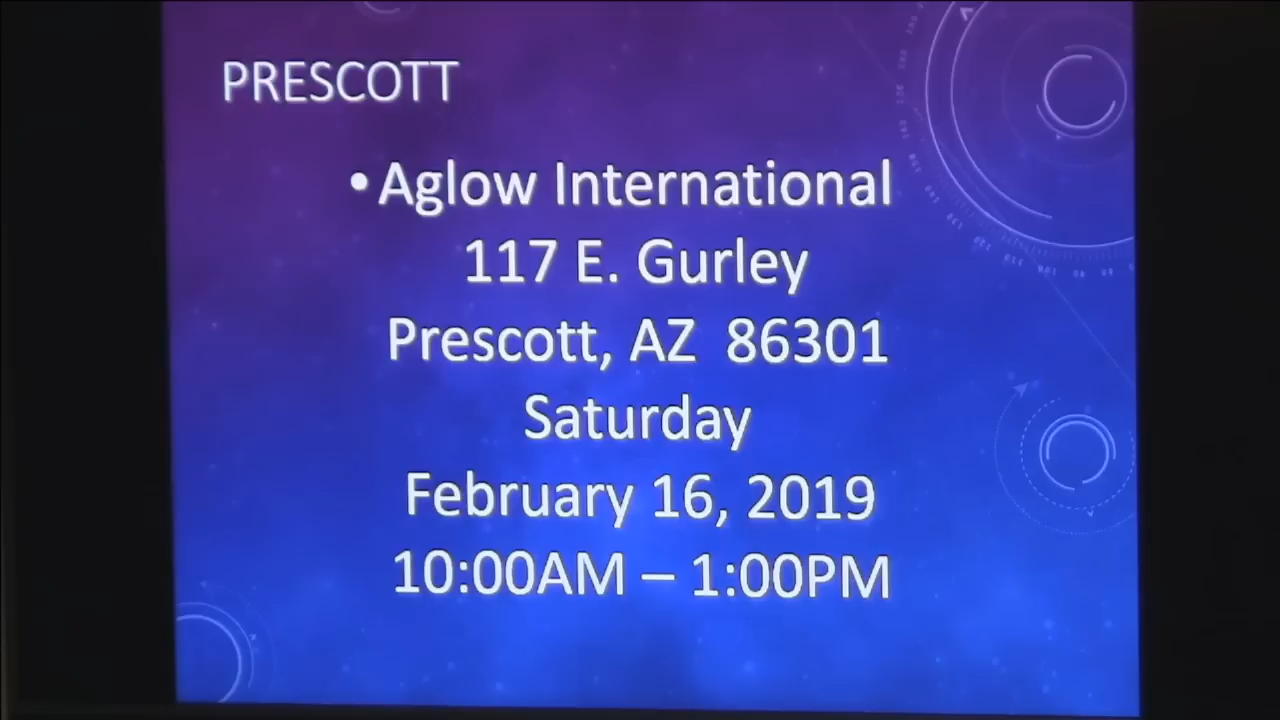 PRESCOTT
• Aglow International
117 E. Gurley
Prescott, AZ 86301
Saturday
February 16, 2019
10:00AM – 1:00PM